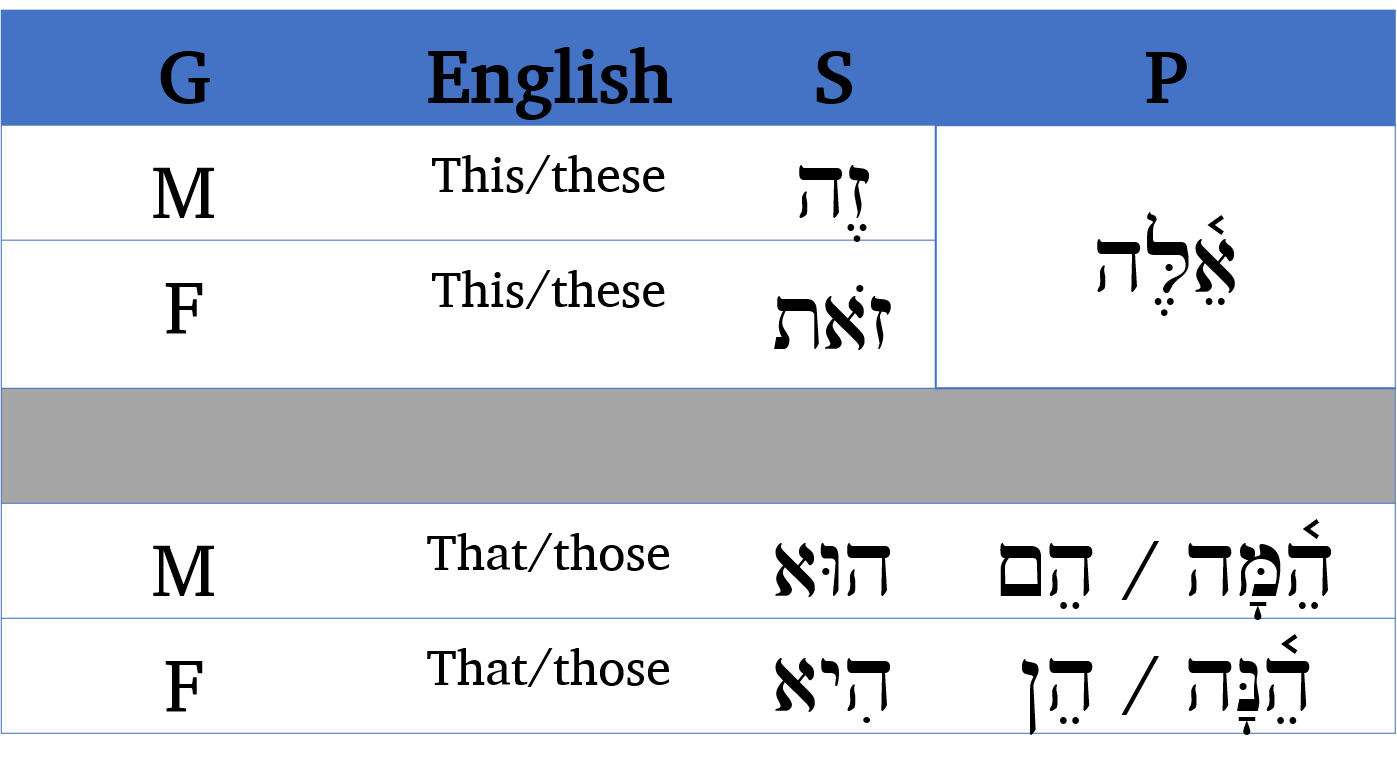 G English S P
M This/these זֶה
אֵ֫לֶּה
F This/these זֹאת
M That/those הוּא הֵ֫מָּה / הֵם
F That/those הִיא הֵ֫נָּה / הֵן